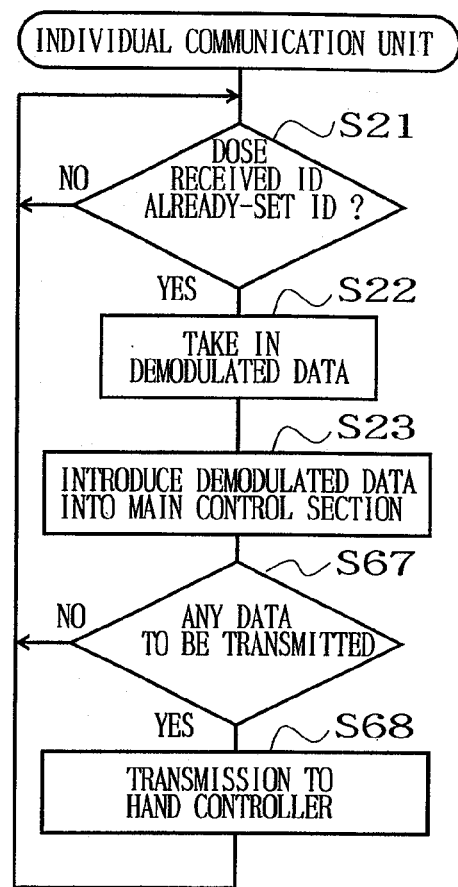 INDIVIDUAL COMMUNICATION UNIT
S21
DOSE
RECEIVED ID
ALREADY-SET ID ?
NO
YES
S22
TAKE IN
DEMODULATED DATA
S23
INTRODUCE DEMODULATED DATA
INTO MAIN CONTROL SECTION
S67
NO
ANY DATA
TO BE TRANSMITTED
YES
S68
TRANSMISSION TO
HAND CONTROLLER